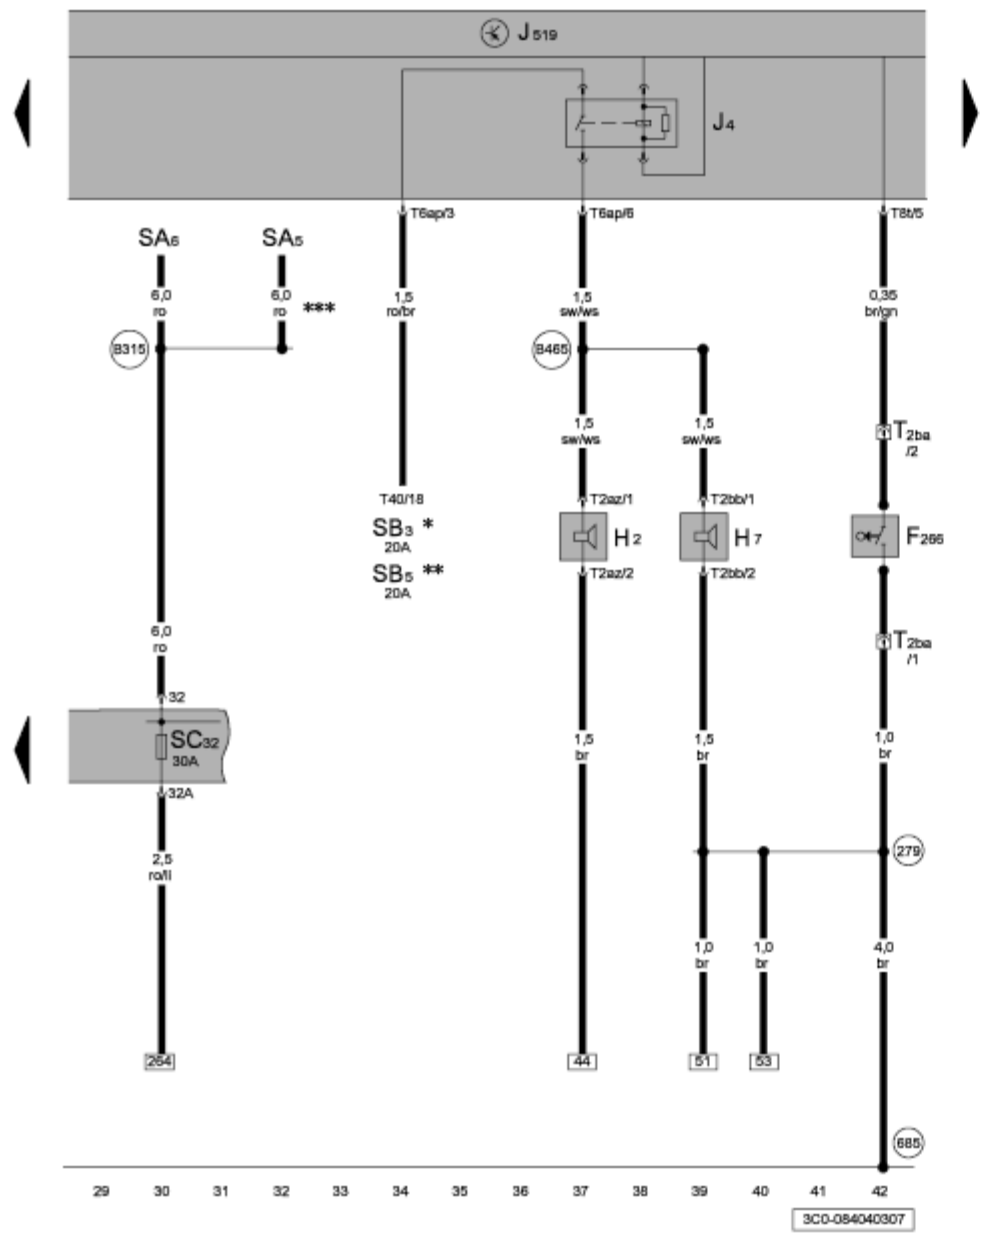 J 519
J4
T6ap/3 T6ap/6 T8t/5
SA6 SA5
6,0 6,0 1,5 1,5 0,35
ro ro *** ro/br sw/ws br/gn
B315 B465
1,5 1,5
sw/ws sw/ws
T2ba
/2
T40/18 T2az/1 T2bb/1
SB3 *
20A
H2 H7 F266
SB5 **
20A
T2az/2 T2bb/2
6,0
ro
T2ba
/1
32
SC32
30A
1,5 1,5 1,0
br br br
32A
2,5
ro/li
279
1,0 1,0 4,0
br br br
264 44 51 53
685
29 30 31 32 33 34 35 36 37 38 39 40 41 42
3C0-084040307